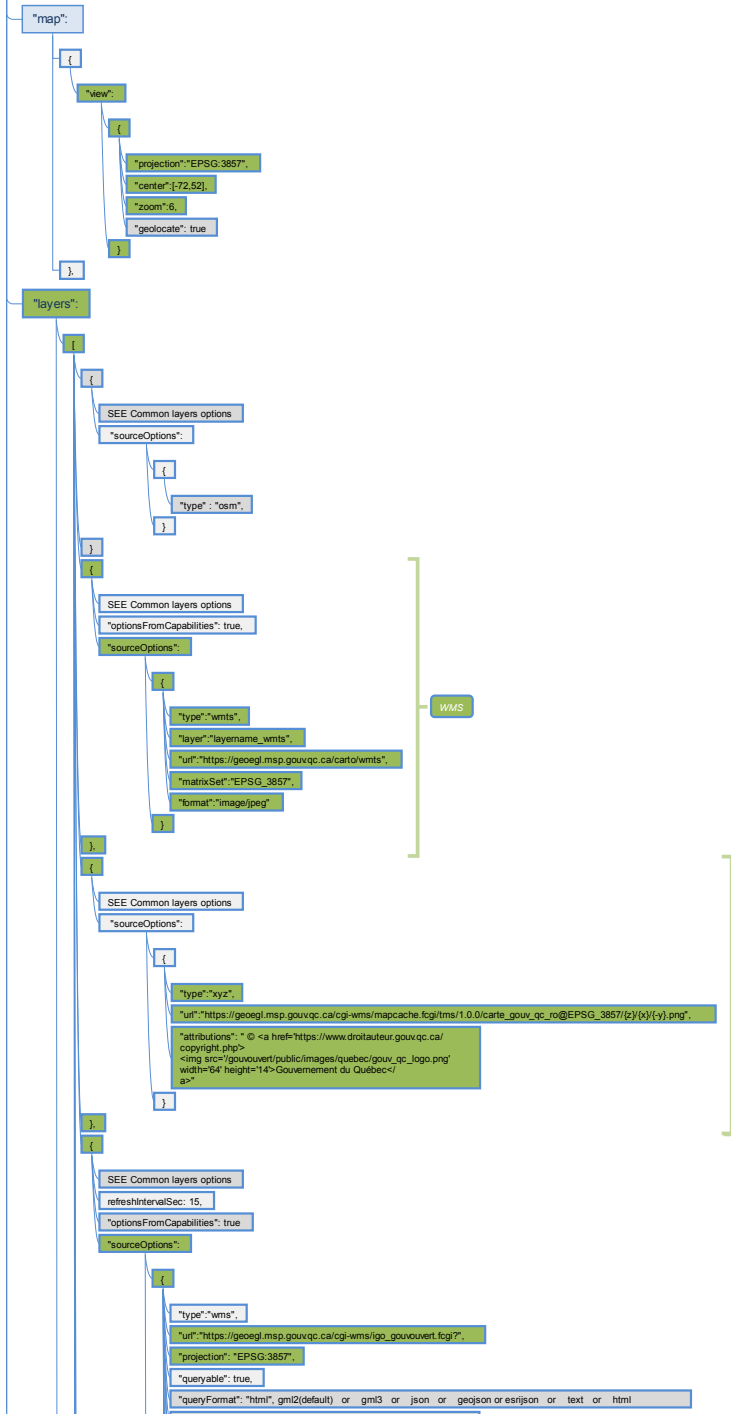 "map":
{
"view":
{
"projection":"EPSG:3857",
"center":[-72,52],
"zoom":6,
"geolocate": true
}
},
"layers":
[
{
SEE Common layers options
"sourceOptions":
{
"type" : "osm",
}
}
{
SEE Common layers options
"optionsFromCapabilities": true,
"sourceOptions":
{
"type":"wmts",
WMS
"layer":"layername_wmts",
"url":"https://geoegl.msp.gouv.qc.ca/carto/wmts",
"matrixSet":"EPSG_3857",
"format":"image/jpeg"
}
},
{
SEE Common layers options
"sourceOptions":
{
"type":"xyz",
"url":"https://geoegl.msp.gouv.qc.ca/cgi-wms/mapcache.fcgi/tms/1.0.0/carte_gouv_qc_ro@EPSG_3857/{z}/{x}/{-y}.png",
"attributions": " © <a href='https://www.droitauteur.gouv.qc.ca/
copyright.php'>
<img src='/gouvouvert/public/images/quebec/gouv_qc_logo.png'
width='64' height='14'>Gouvernement du Québec</
a>"
}
},
{
SEE Common layers options
refreshIntervalSec: 15,
"optionsFromCapabilities": true
"sourceOptions":
{
"type":"wms",
"url":"https://geoegl.msp.gouv.qc.ca/cgi-wms/igo_gouvouvert.fcgi?",
"projection": "EPSG:3857",
"queryable": true,
"queryFormat": "html", gml2(default) or gml3 or json or geojson or esrijson or text or html